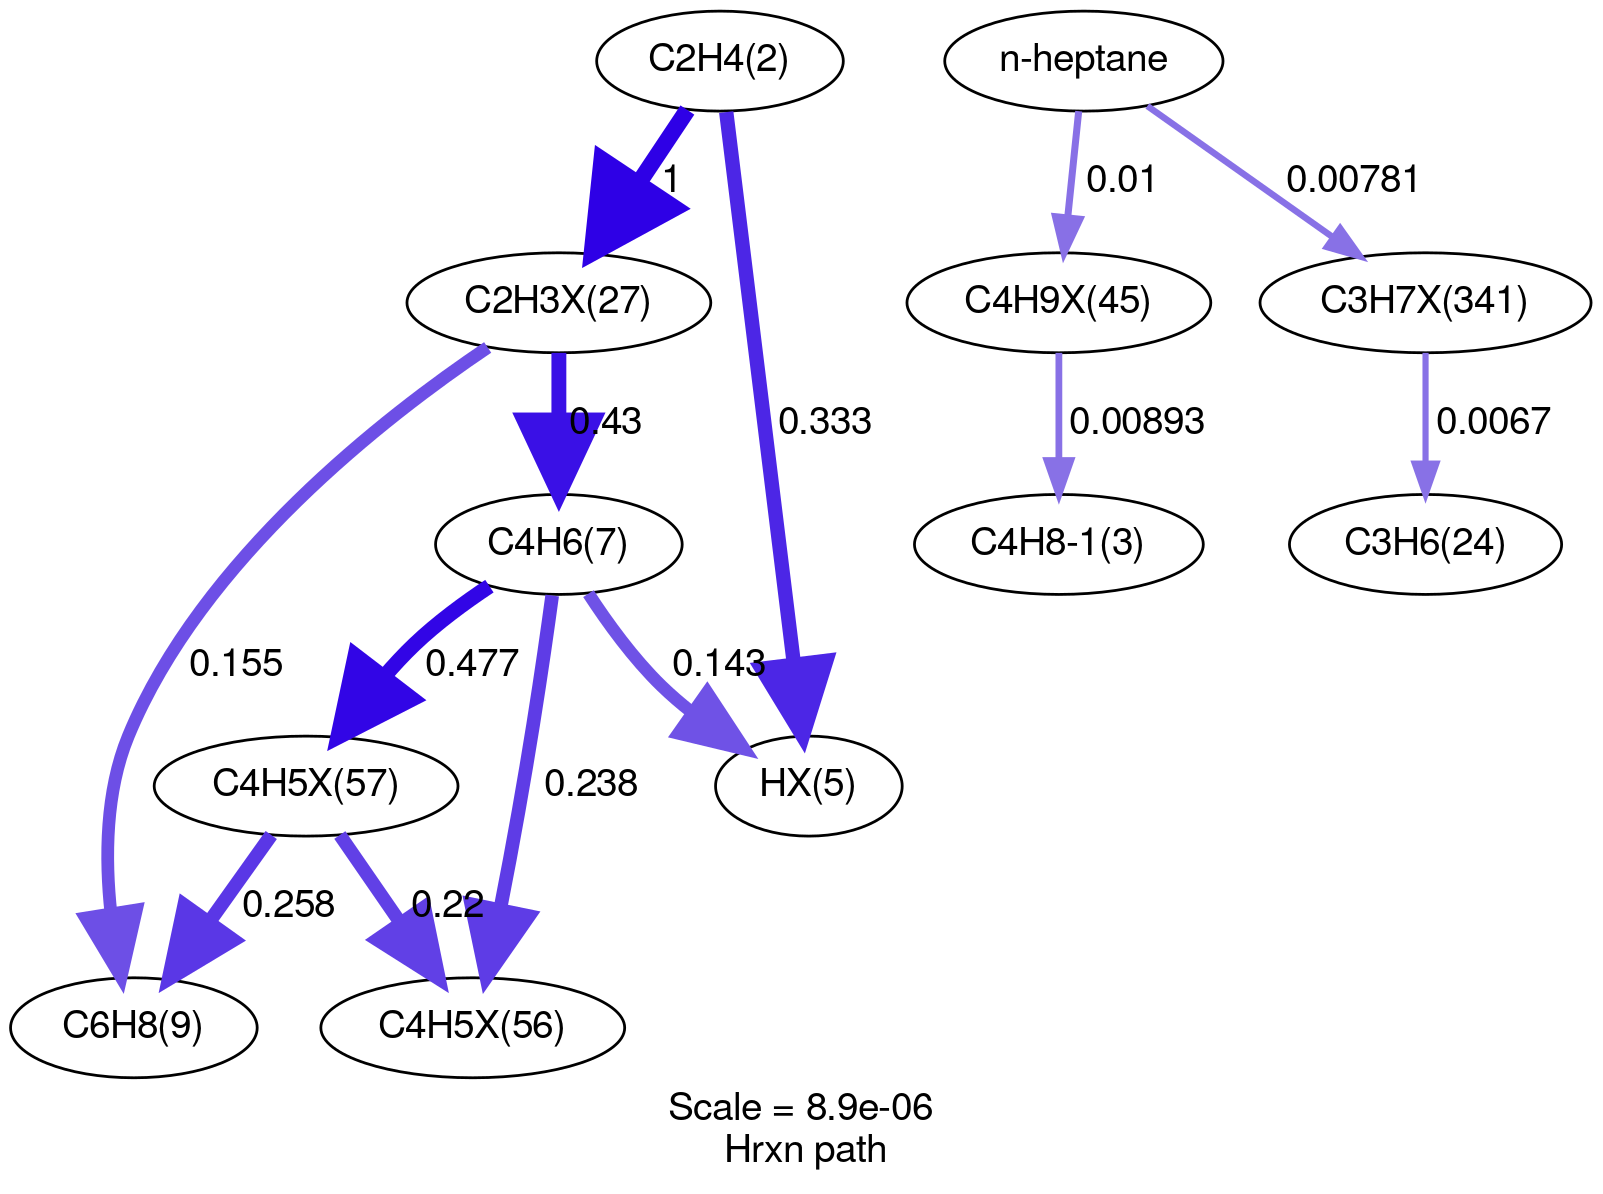 C2H4(2)
n-heptane
1
0.01
0.00781
C2H3X(27)
C4H9X(45)
C3H7X(341)
0.43
0.333
0.00893
0.0067
C4H6(7)
C4H8-1(3)
C3H6(24)
0.155
0.477
0.143
C4H5X(57)
0.238
HX(5)
0.258
0.22
C6H8(9)
C4H5X(56)
Scale = 8.9e-06
Hrxn path